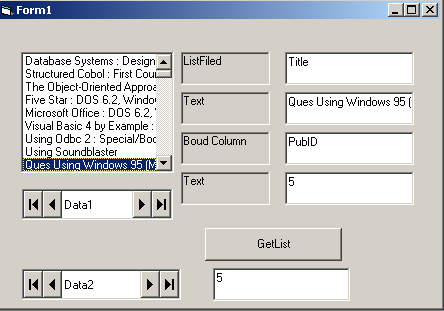 Form1
Database Systems : Design
Structured Cobol : First Cour
The Object-Oriented Approa
Five Star : DOS 6.2, Window
Microsoft Office : DOS 6.2,
Visual Basic 4 by Example :
Using Odbc 2 : Special/Boo
Using Soundblaster
Ques Using Windows 95 (M
ListFiled
Title
Text
Ques Using Windows 95 (
Boud Column
PubID
Text
5
Data1
GetList
Data2
5